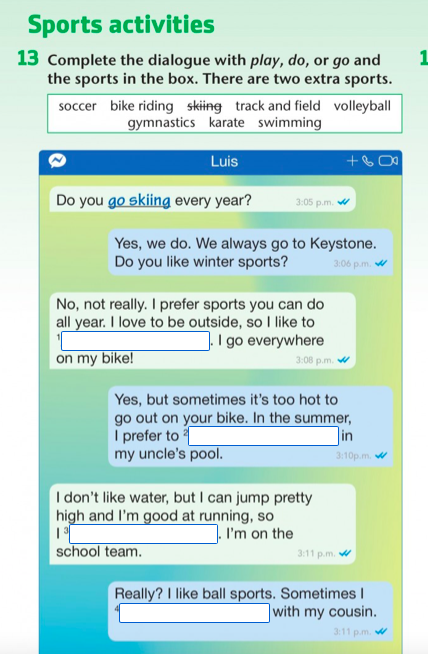 Sports activities
13 Complete the dialogue with play, do, or go and
the sports in the box. There are two extra sports.
1
soccer bike riding skiing track and field volleyball
gymnastics karate swimming
Luis
Do you go skiing every year?
3:05 p.m.
Yes, we do. We always go to Keystone.
Do you like winter sports?
3:06 p.m.
No, not really. I prefer sports you can do
all year. I love to be outside, so I like to
1 . I go everywhere
on my bike!
3:08 p.m.
Yes, but sometimes it's too hot to
go out on your bike. In the summer,
I prefer to 2 in
my uncle's pool.
3:10p.m.
I don't like water, but I can jump pretty
high and I'm good at running, so
I 3 . I'm on the
school team.
3:11 p.m.
Really? I like ball sports. Sometimes I
4 with my cousin.
3:11 p.m.